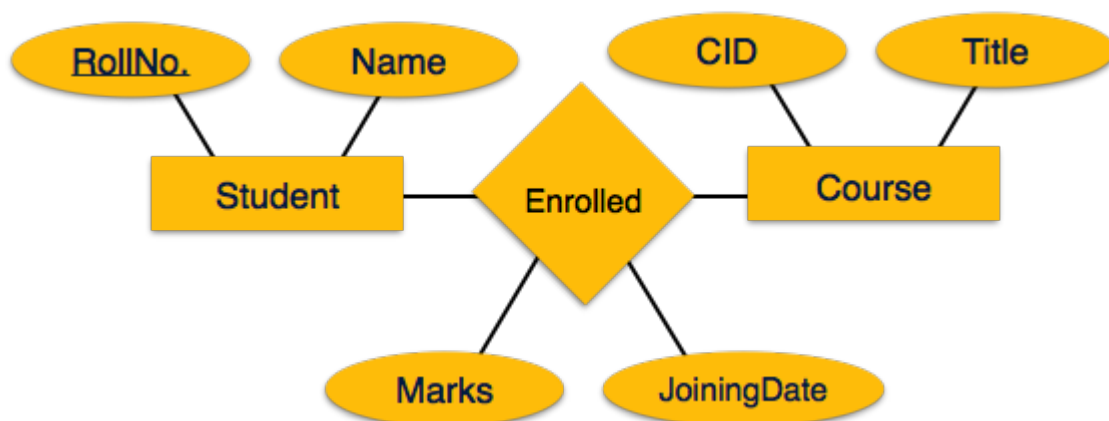 RollNo.
Name
CID
Title
Student
Enrolled
Course
Marks
JoiningDate